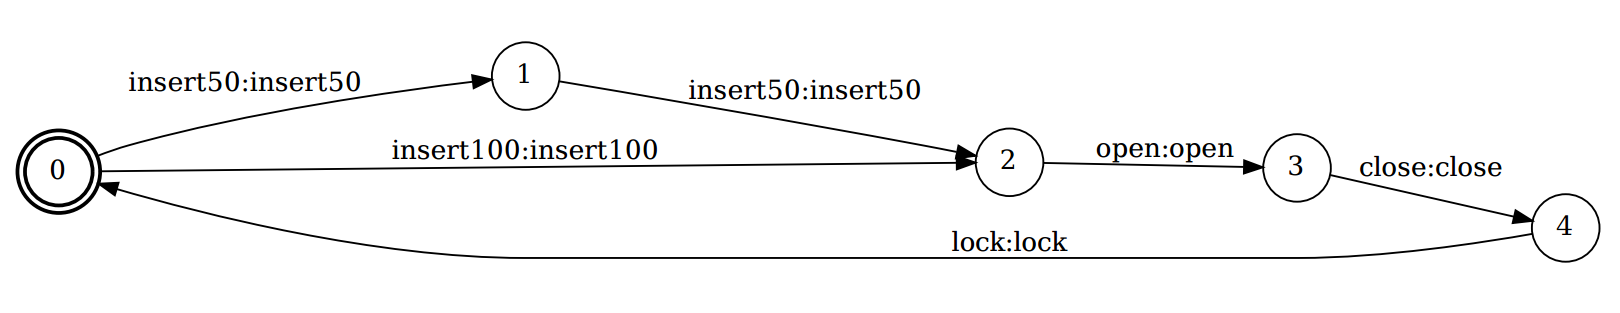 insert50:insert50
1
insert50:insert50
0
insert100:insert100
2
open:open
3
close:close
4
lock:lock